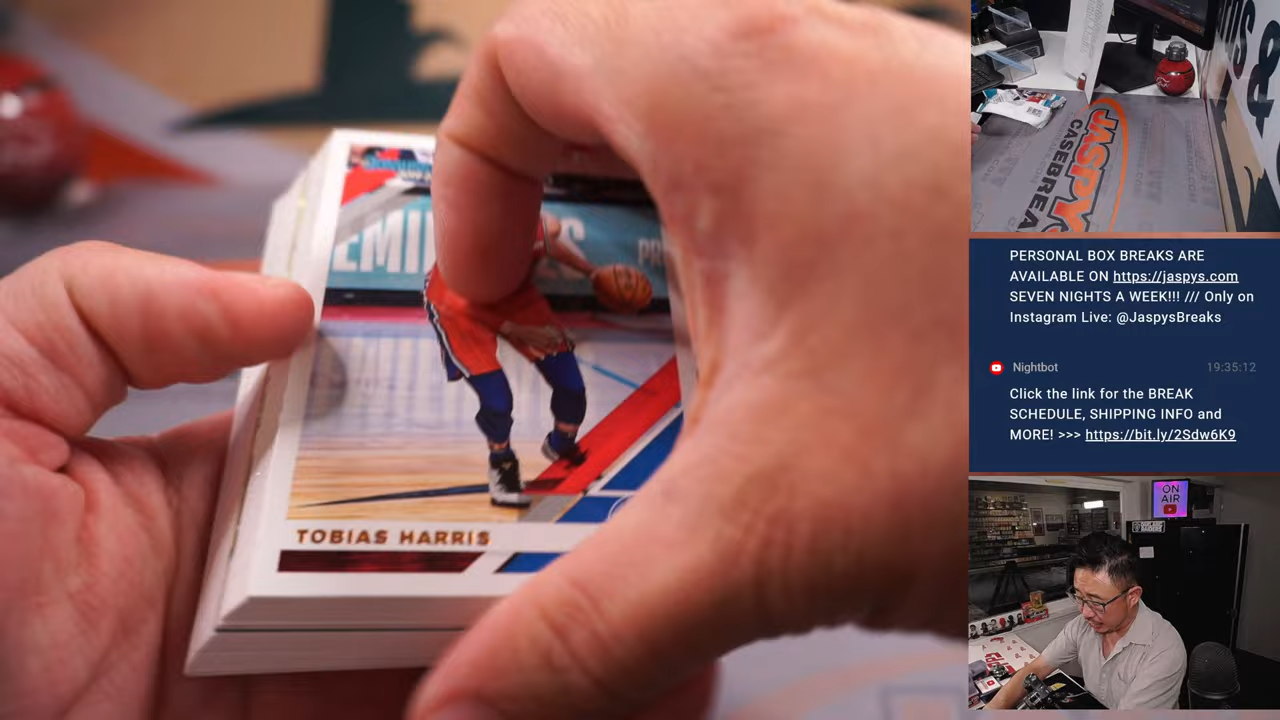 TOBIAS HARRIS
JASPY'S
CASEBREA
PERSONAL BOX BREAKS ARE
AVAILABLE ON https://jaspys.com
SEVEN NIGHTS A WEEK!!! /// Only on
Instagram Live: @JaspysBreaks
Nightbot 19:35:12
Click the link for the BREAK
SCHEDULE, SHIPPING INFO and
MORE! >>> https://bit.ly/2Sdw6K9
ON
AIR